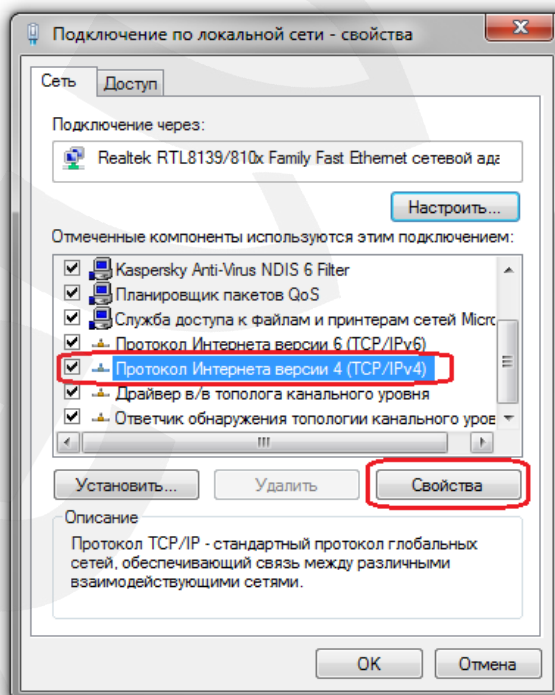 Подключение по локальной сети - свойства
Сеть
Доступ
Подключение через:
Realtek RTL8139/810x Family Fast Ethernet сетевой ада
Настроить...
Отмеченные компоненты используются этим подключением:
Kaspersky Anti-Virus NDIS 6 Filter
Планировщик пакетов QoS
Служба доступа к файлам и принтерам сетей Micro
Протокол Интернета версии 6 (TCP/IPv6)
Протокол Интернета версии 4 (TCP/IPv4)
Драйвер в/в тополога канального уровня
Ответчик обнаружения топологии канального уров
Установить...
Удалить
Свойства
Описание
Протокол TCP/IP - стандартный протокол глобальных
сетей, обеспечивающий связь между различными
взаимодействующими сетями.
OK
Отмена